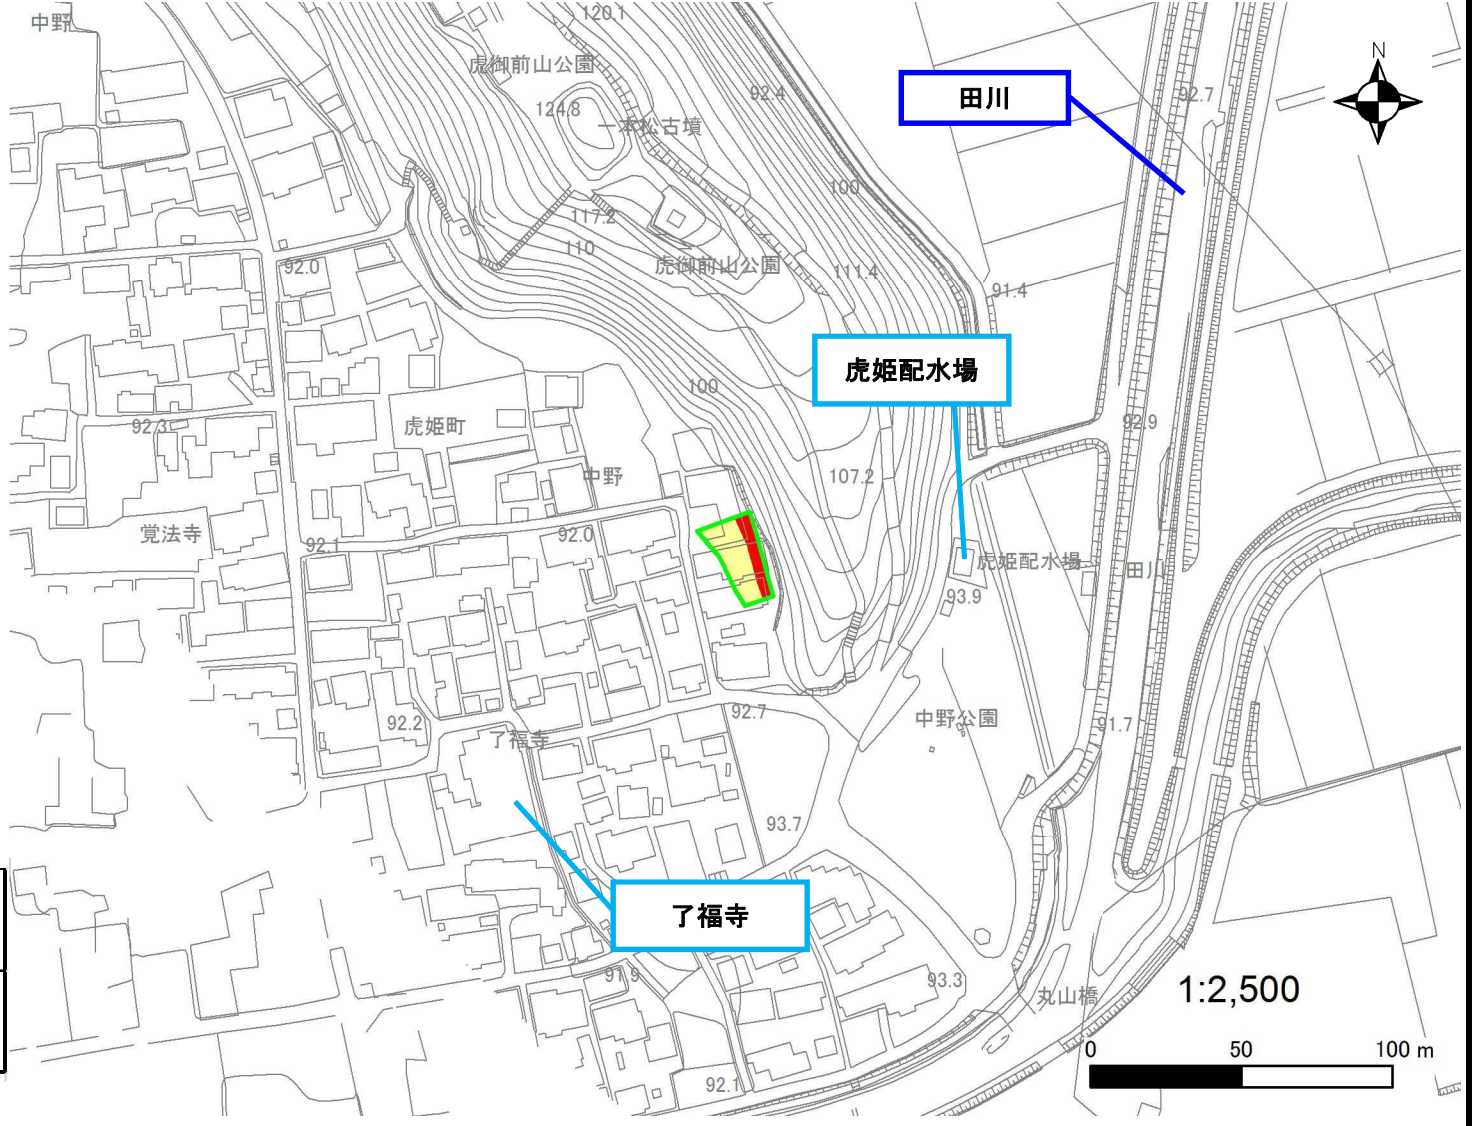 中野
120.1
虎御前山公園
N
92.4
田川
92.7
124.8
一本松古墳
100
117.2
110
虎御前山公園
92.0
111.4
91.4
虎姫配水場
100
92.3
虎姫町
92.9
中野
107.2
覚法寺
92.1
92.0
虎姫配水場
田川
93.9
92.2
92.7
中野公園
91.7
了福寺
93.7
了福寺
91.9
93.3
丸山橋
1:2,500
0 50 100 m
92.1